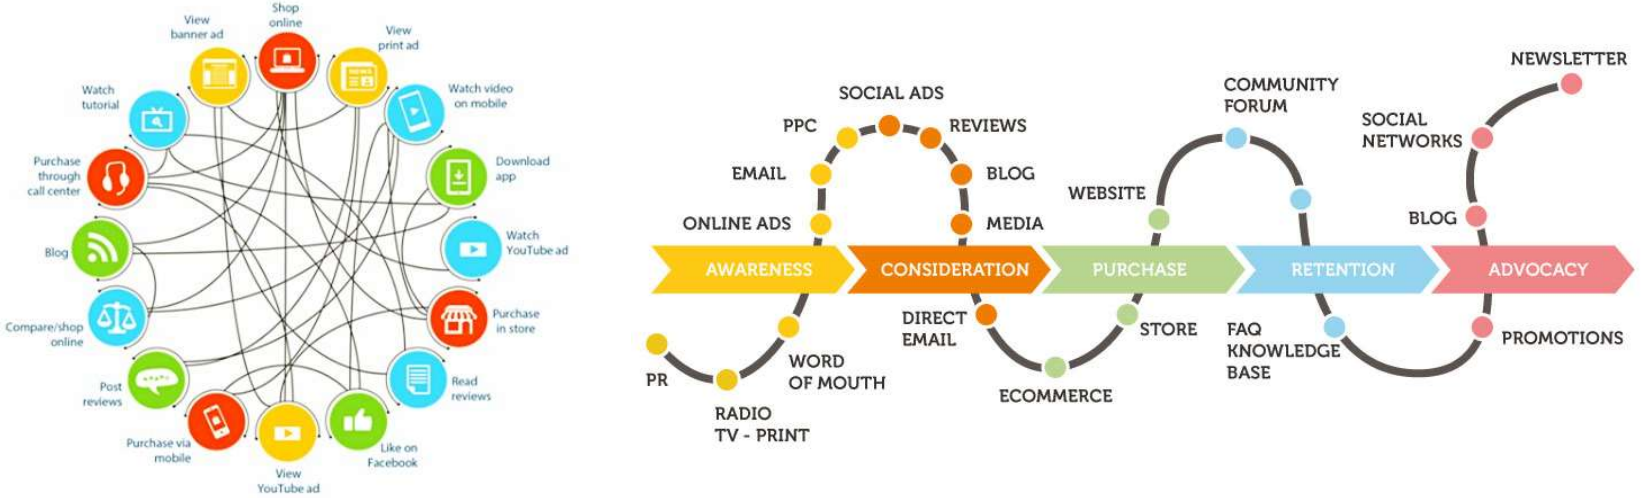 Shop
online
View
print ad
Watch video
on mobile
Download
app
Watch
YouTube ad
Purchase
in store
Read
reviews
Like on
Facebook
View
YouTube ad
Purchase via
mobile
Post
reviews
Compare/shop
online
Blog
Purchase
through
call center
Watch
tutorial
View
banner ad
NEWS
PR
RADIO
TV - PRINT
WORD
OF MOUTH
AWARENESS
ONLINE ADS
EMAIL
PPC
SOCIAL ADS
REVIEWS
BLOG
MEDIA
CONSIDERATION
DIRECT
EMAIL
ECOMMERCE
STORE
PURCHASE
WEBSITE
COMMUNITY
FORUM
RETENTION
FAQ
KNOWLEDGE
BASE
PROMOTIONS
ADVOCACY
BLOG
SOCIAL
NETWORKS
NEWSLETTER